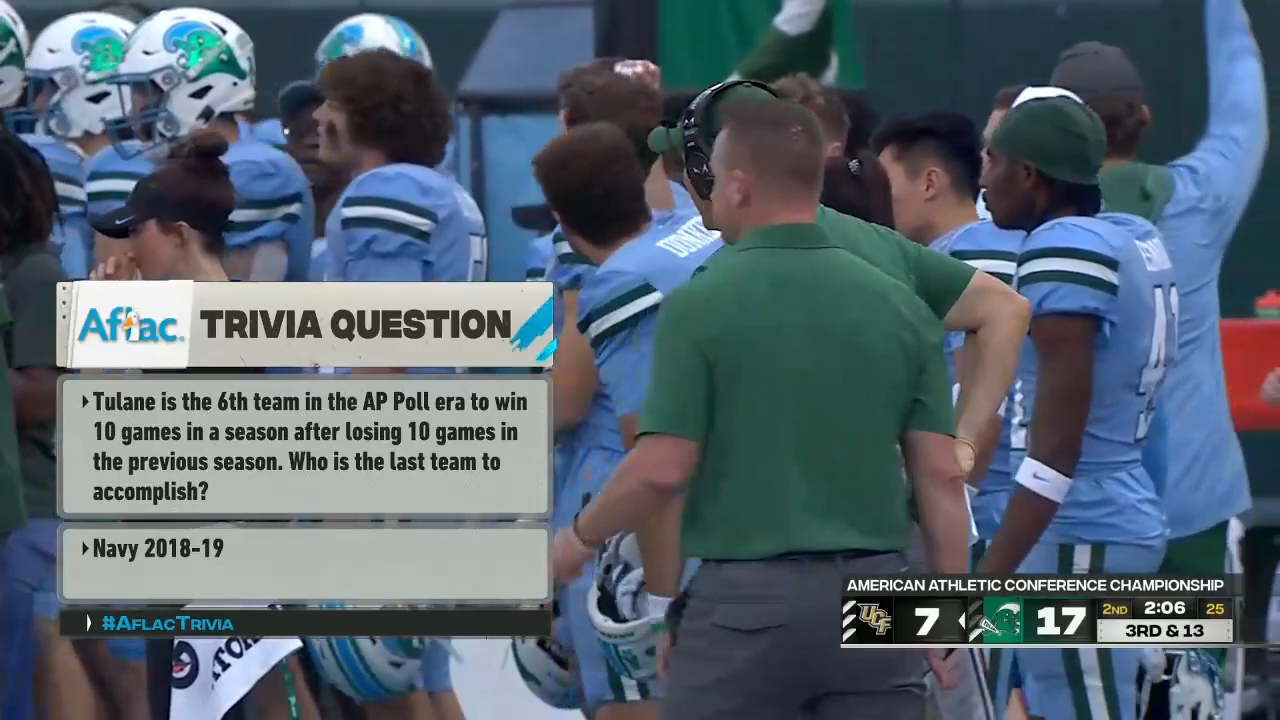 Aflac
TRIVIA QUESTION
Tulane is the 6th team in the AP Poll era to win
10 games in a season after losing 10 games in
the previous season. Who is the last team to
accomplish?
Navy 2018-19
#AFLACTRIVIA
AMERICAN ATHLETIC CONFERENCE CHAMPIONSHIP
UCF 7 17 2ND 2:06 25
3RD & 13